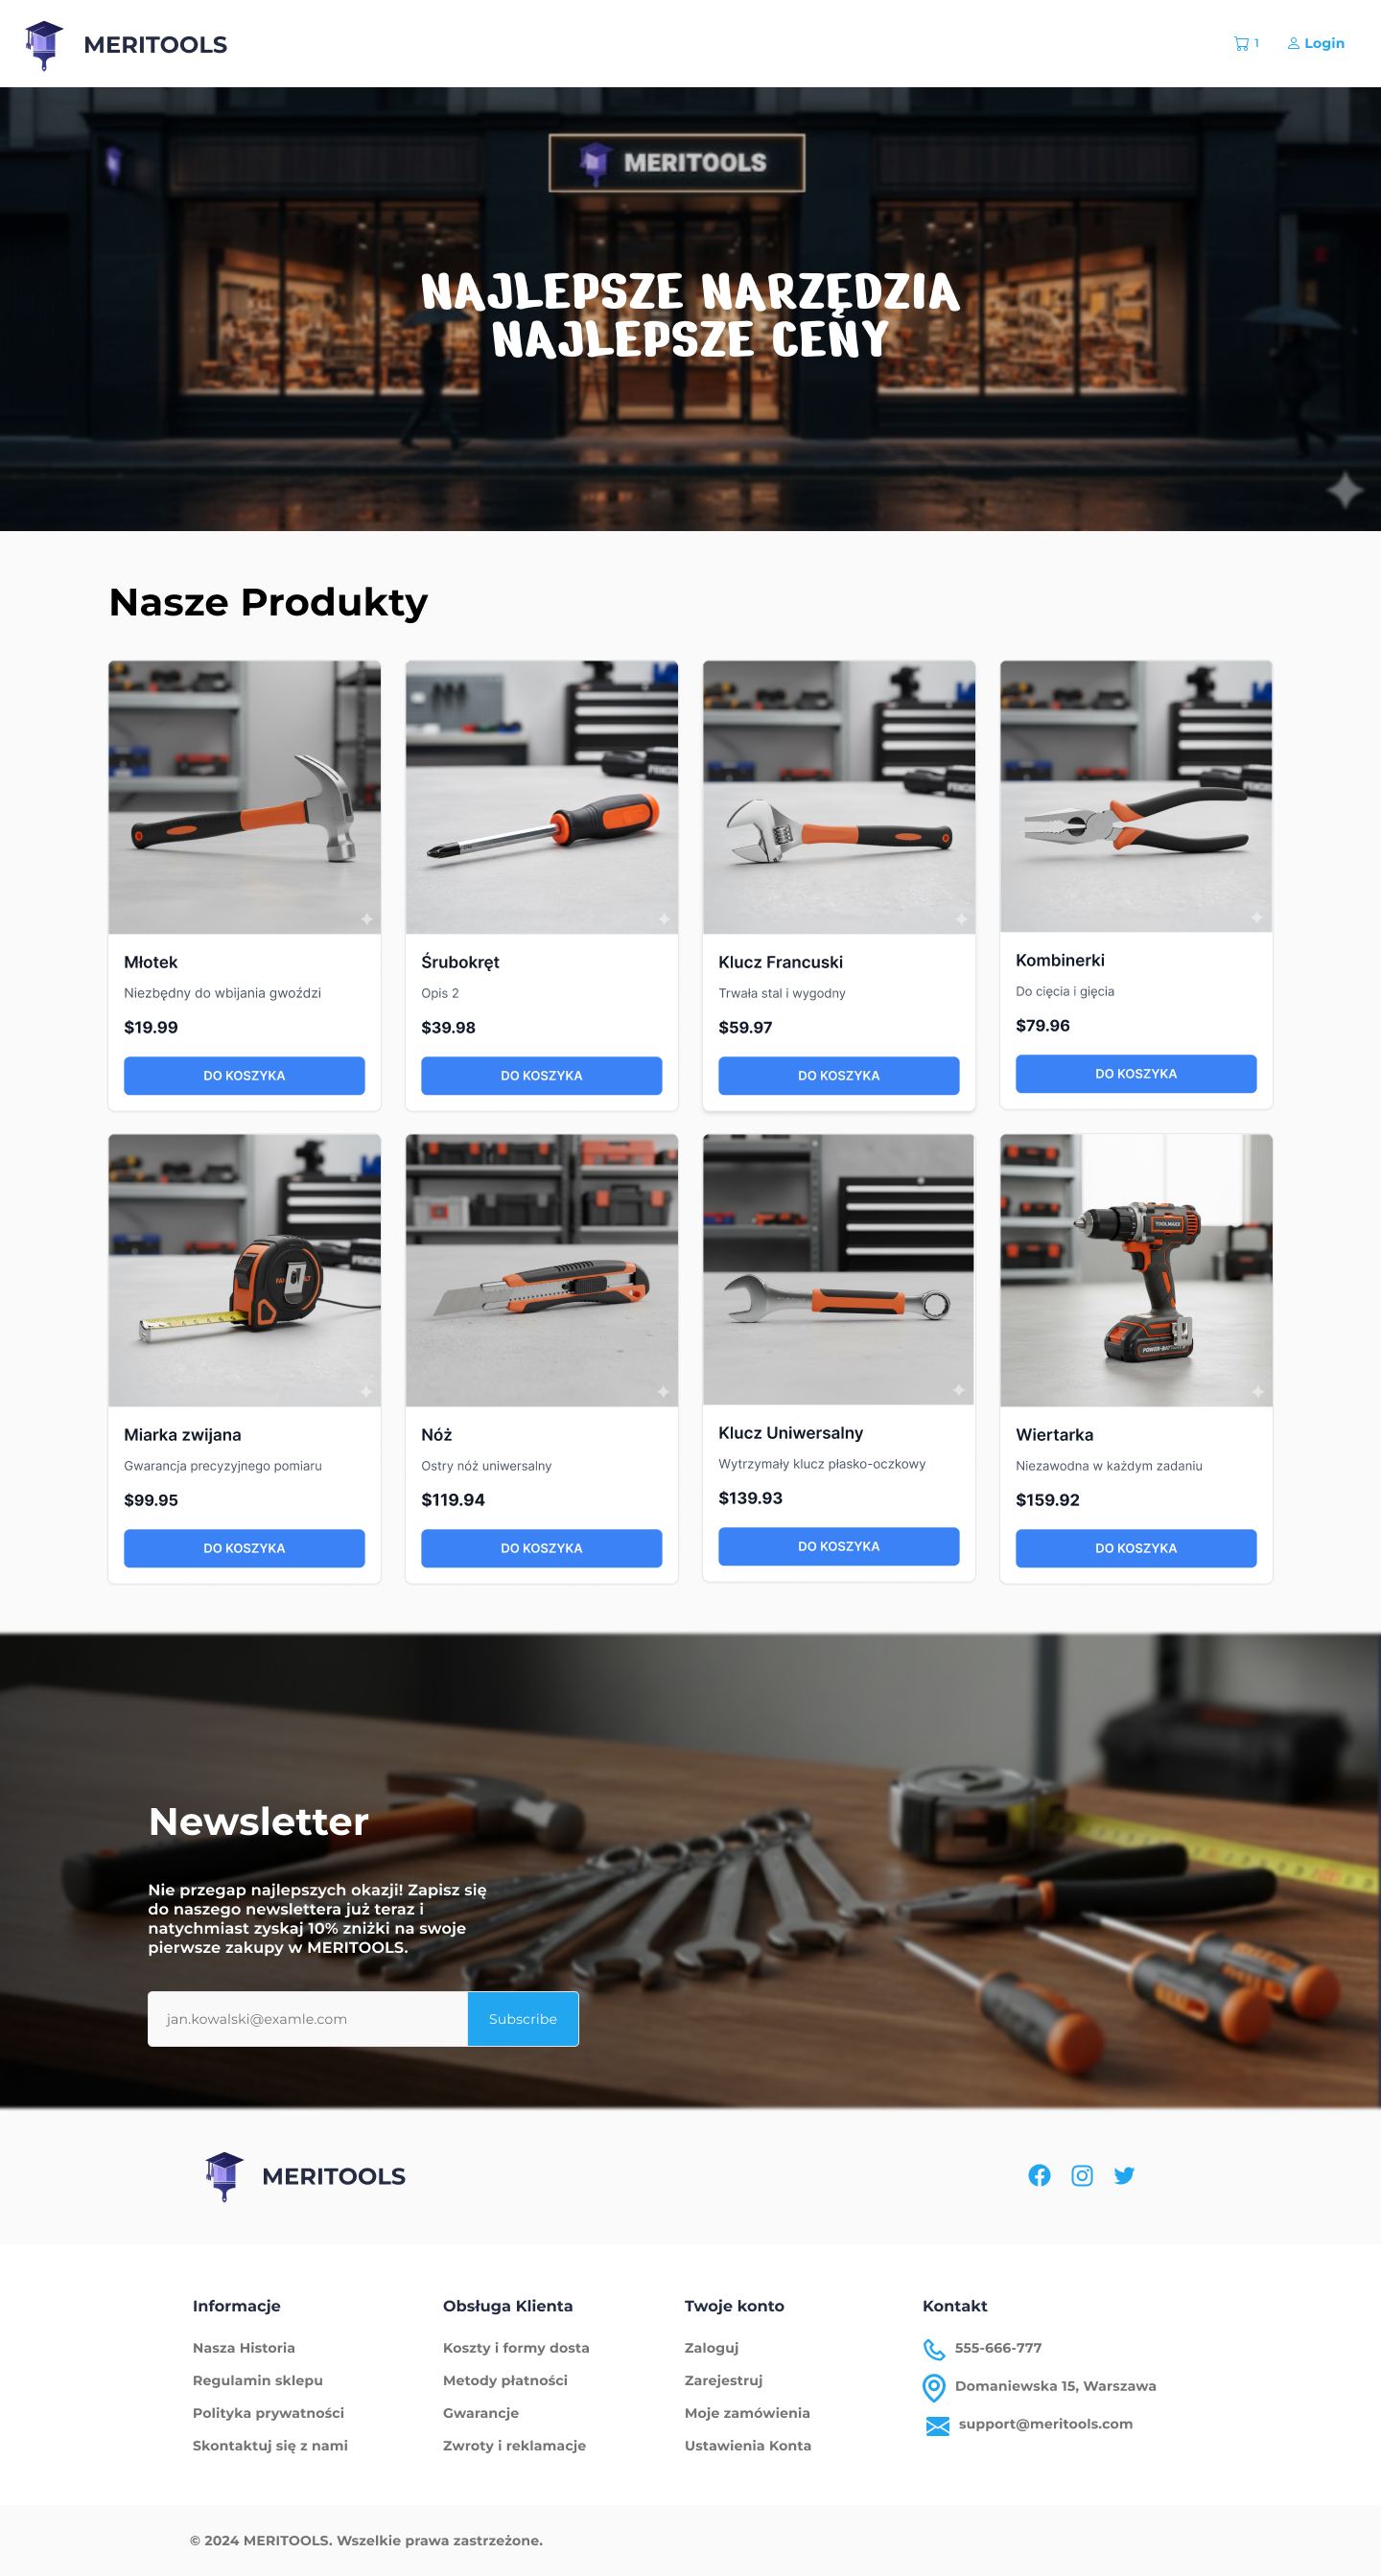 MERITOOLS
1
Login
MERITOOLS
NAJLEPSZE NARZĘDZIA
NAJLEPSZE CENY
Nasze Produkty
Młotek
Niezbędny do wbijania gwoździ
$19.99
DO KOSZYKA
Śrubokręt
Opis 2
$39.98
DO KOSZYKA
Klucz Francuski
Trwała stal i wygodny
$59.97
DO KOSZYKA
Kombinerki
Do cięcia i gięcia
$79.96
DO KOSZYKA
TOOLMAXX
POWER-BATTERY
Miarka zwijana
Gwarancja precyzyjnego pomiaru
$99.95
DO KOSZYKA
Nóż
Ostry nóż uniwersalny
$119.94
DO KOSZYKA
Klucz Uniwersalny
Wytrzymały klucz płasko-oczkowy
$139.93
DO KOSZYKA
Wiertarka
Niezawodna w każdym zadaniu
$159.92
DO KOSZYKA
Newsletter
Nie przegap najlepszych okazji! Zapisz się
do naszego newslettera już teraz i
natychmiast zyskaj 10% zniżki na swoje
pierwsze zakupy w MERITOOLS.
jan.kowalski@examle.com
Subscribe
MERITOOLS
Informacje
Nasza Historia
Regulamin sklepu
Polityka prywatności
Skontaktuj się z nami
Obsługa Klienta
Koszty i formy dosta
Metody płatności
Gwarancje
Zwroty i reklamacje
Twoje konto
Zaloguj
Zarejestruj
Moje zamówienia
Ustawienia Konta
Kontakt
555-666-777
Domaniewska 15, Warszawa
support@meritools.com
© 2024 MERITOOLS. Wszelkie prawa zastrzeżone.